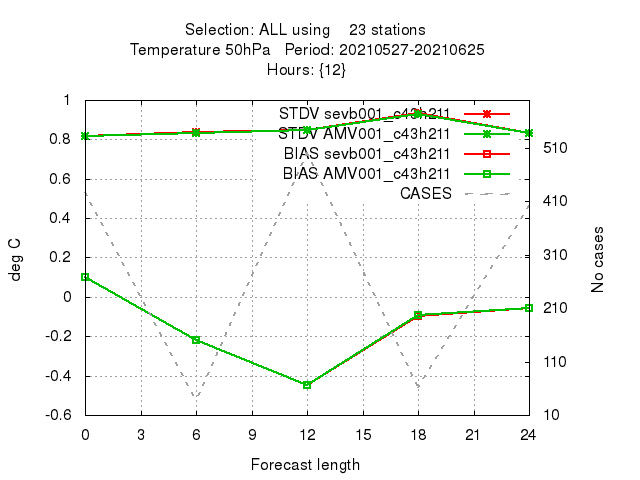 Selection: ALL using 23 stations
Temperature 50hPa Period: 20210527-20210625
Hours: {12}
STDV sevb001_c43h211
STDV AMV001_c43h211
BIAS sevb001_c43h211
BIAS AMV001_c43h211
CASES
1
0.8
0.6
0.4
0.2
0
-0.2
-0.4
-0.6
deg C
510
410
310
210
110
10
No cases
0 3 6 9 12 15 18 21 24
Forecast length